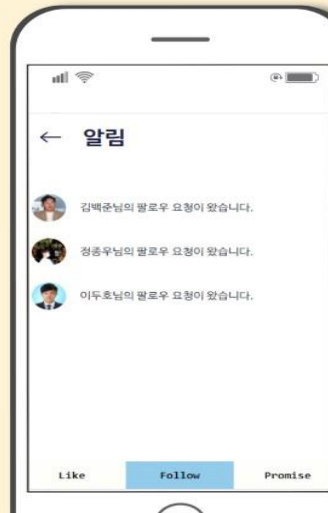 알림
김백준님의 팔로우 요청이 왔습니다.
정종우님의 팔로우 요청이 왔습니다.
이두호님의 팔로우 요청이 왔습니다.
Like Follow Promise